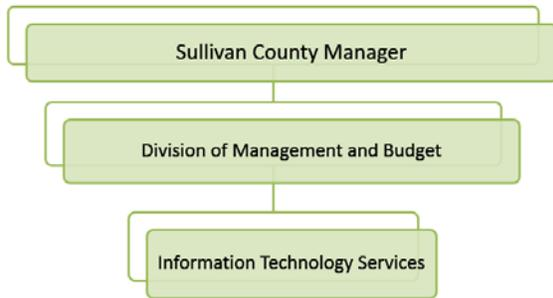 Sullivan County Manager
Division of Management and Budget
Information Technology Services